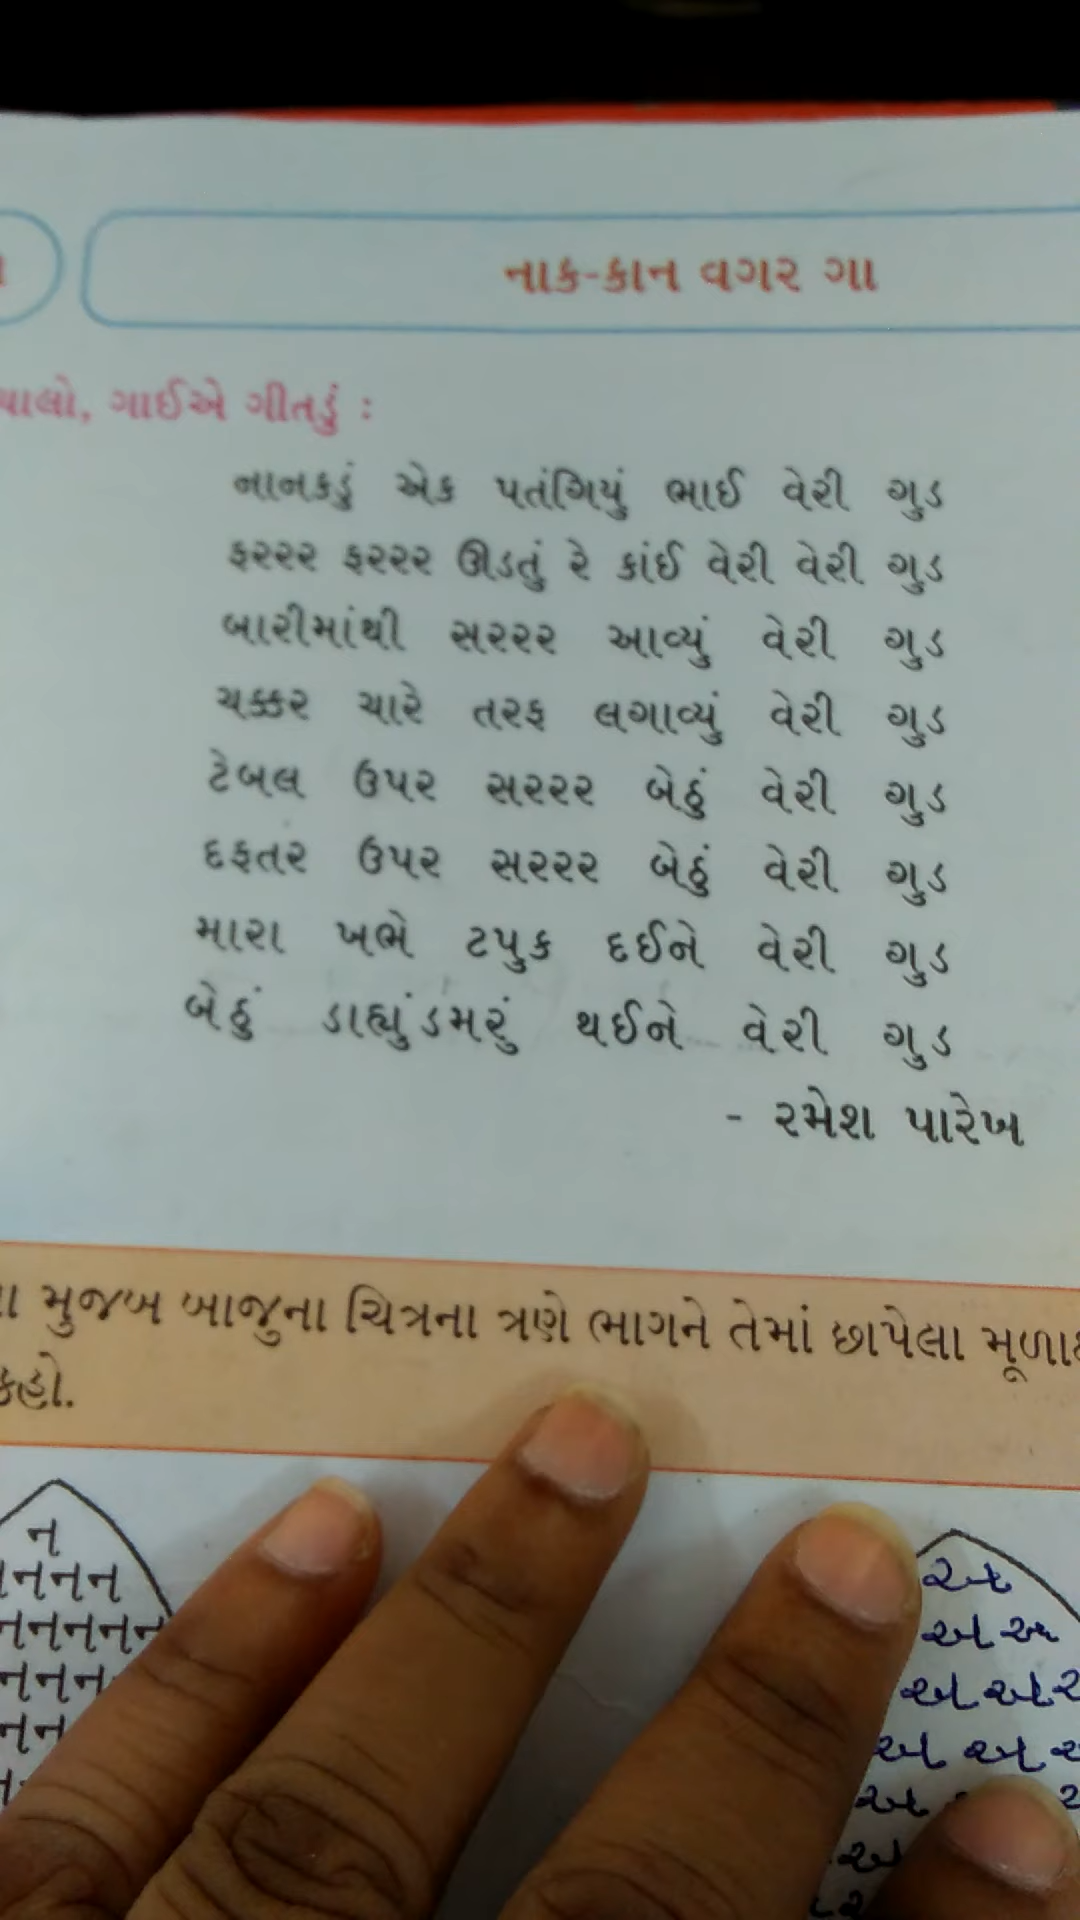 નાક-કાન વગર ગા
ચાલો, ગાઈએ ગીતડું :
નાનકડું એક પતંગિયું ભાઈ વેરી ગુડ
ફરરર ફરરર ઊડતું રે કાંઈ વેરી વેરી ગુડ
બારીમાંથી સરરર આવ્યું વેરી ગુડ
ચક્કર ચારે તરફ લગાવ્યું વેરી ગુડ
ટેબલ ઉપર સરરર બેઠું વેરી ગુડ
દફતર ઉપર સરરર બેઠું વેરી ગુડ
મારા ખભે ટપુક દઈને વેરી ગુડ
બેઠું ડાહ્યુંડમરું થઈને વેરી ગુડ
- રમેશ પારેખ
મુજબ બાજુના ચિત્રના ત્રણે ભાગને તેમાં છાપેલા
કહો.
ન
નનન
નનનનન
નનન
નન
અ
અ અ
અ અ
અ અ
અ
અ